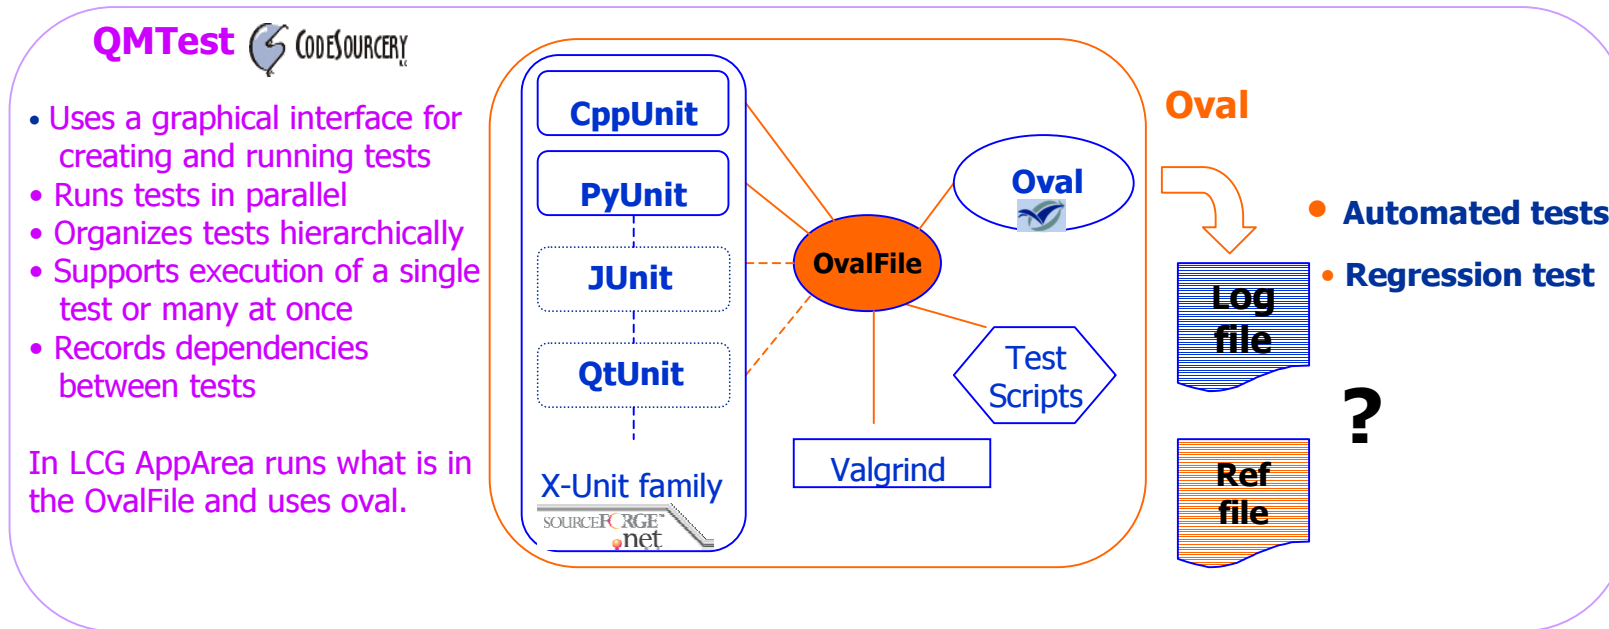 QMTest CODESOURCERY
LLC
• Uses a graphical interface for
creating and running tests
• Runs tests in parallel
• Organizes tests hierarchically
• Supports execution of a single
test or many at once
• Records dependencies
between tests
In LCG AppArea runs what is in
the OvalFile and uses oval.
CppUnit
PyUnit
JUnit
QtUnit
X-Unit family
SOURCEFORGE™
.net
OvalFile
Oval
Test
Scripts
Valgrind
Oval
• Automated tests
• Regression test
Log
file
?
Ref
file